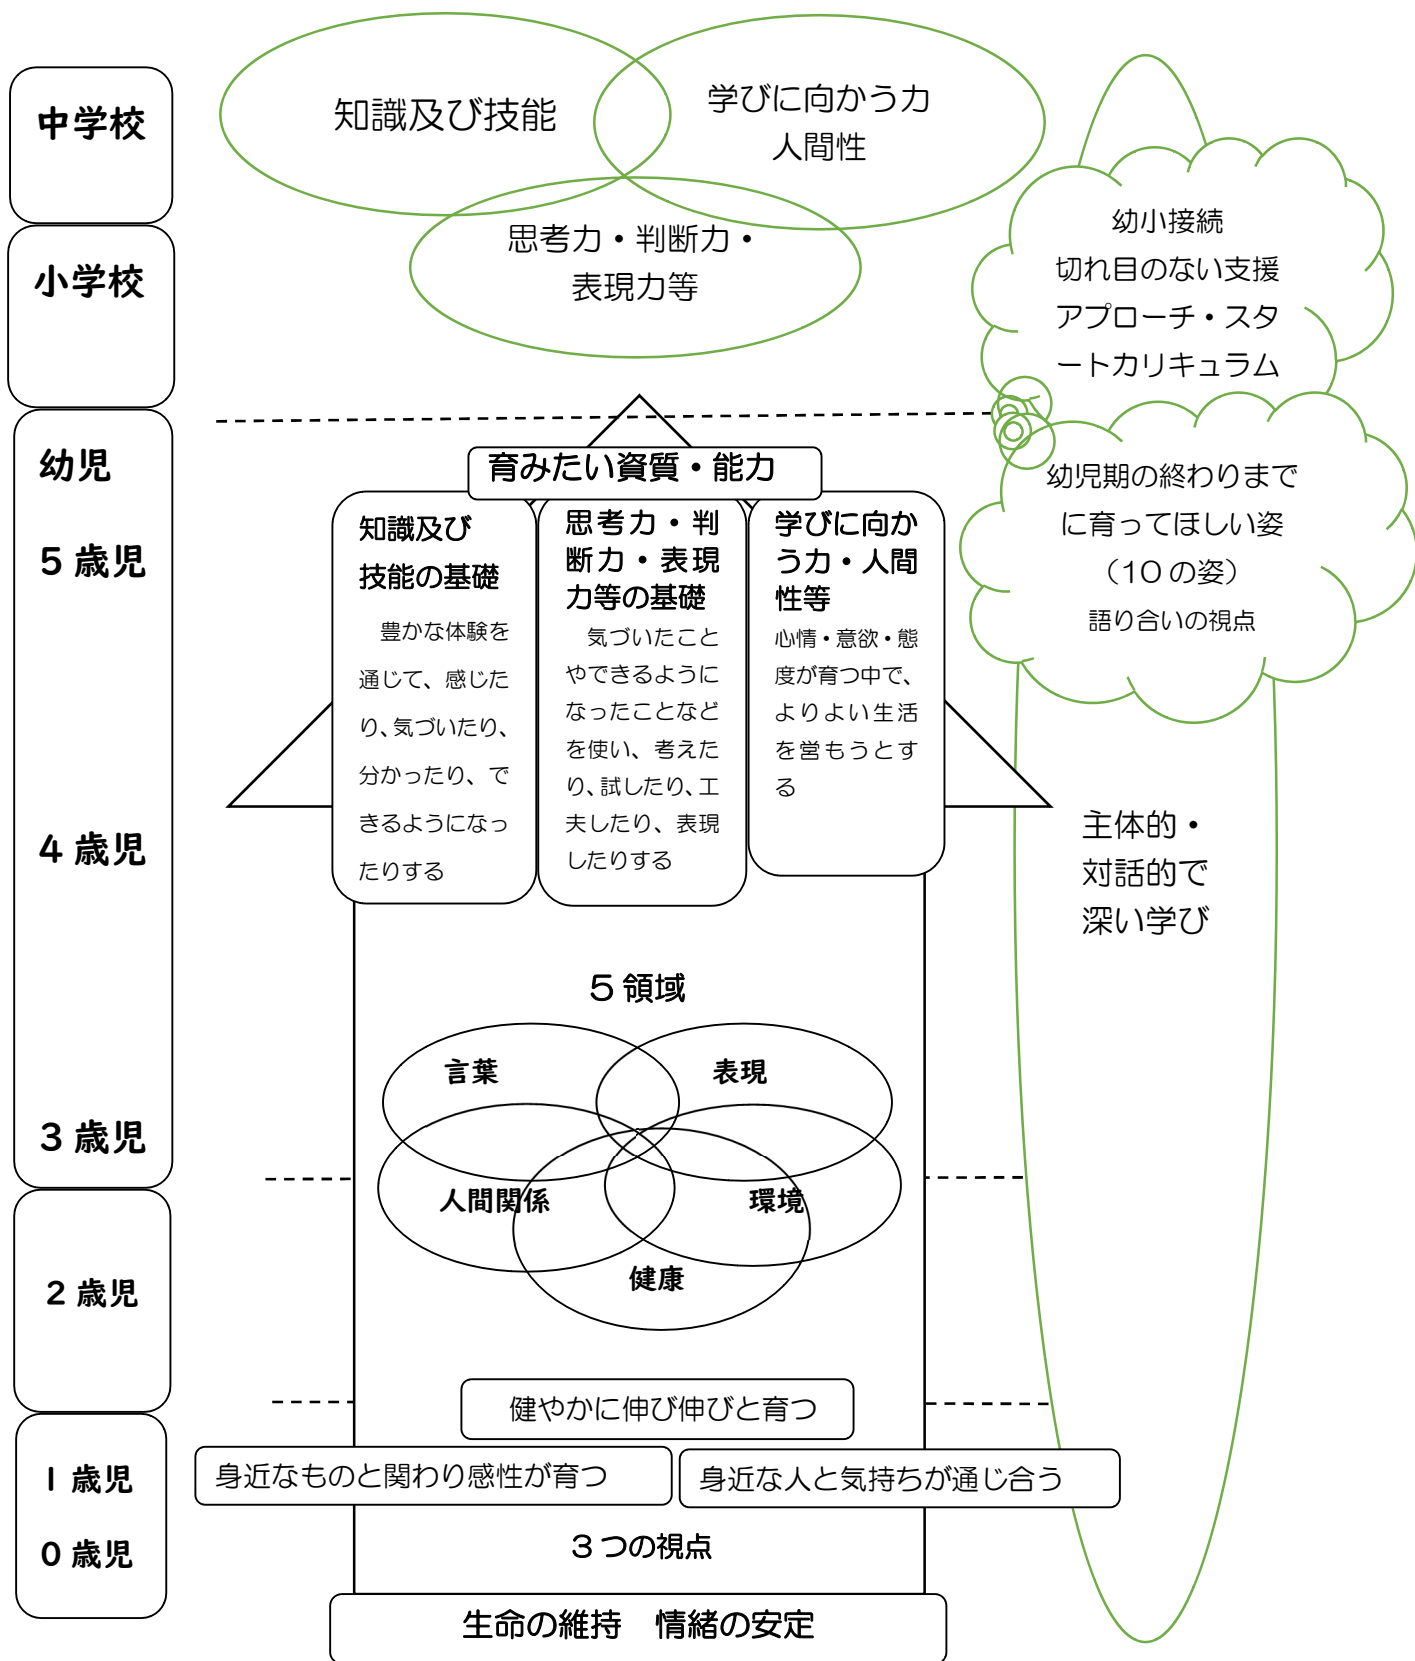 中学校
知識及び技能
学びに向かう力
人間性
思考力・判断力・
表現力等
小学校
幼小接続
切れ目のない支援
アプローチ・スタ
ートカリキュラム
幼児
5歳児
4歳児
3歳児
2歳児
1歳児
0歳児
育みたい資質・能力
知識及び
技能の基礎
豊かな体験を
通じて、感じた
り、気づいたり、
分かったり、で
きるようになっ
たりする
思考力・判
断力・表現
力等の基礎
気づいたこと
やできるように
なったことなど
を使い、考えた
り、試したり、工
夫したり、表現
したりする
学びに向か
う力・人間
性等
心情・意欲・態
度が育つ中で、
よりよい生活
を営もうとす
る
幼児期の終わりまで
に育ってほしい姿
（10の姿）
語り合いの視点
主体的・
対話的で
深い学び
5領域
言葉
表現
人間関係
環境
健康
健やかに伸び伸びと育つ
身近なものと関わり感性が育つ
身近な人と気持ちが通じ合う
3つの視点
生命の維持　情緒の安定